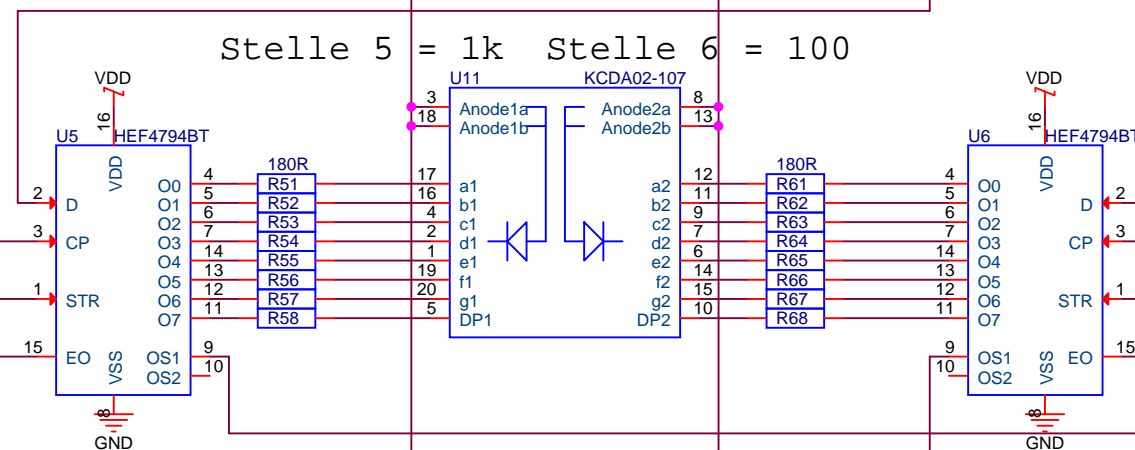 Stelle 5 = 1k Stelle 6 = 100
VDD
U11 KCDA02-107
VDD
16
3 Anode1a Anode2a 8
18 Anode1b Anode2b 13
16
U5 HEF4794BT
U6 HEF4794BT
VDD
180R
180R
VDD
O0 4 R51 17 a1 a2 12 R61 4 O0
2 D O1 5 R52 16 b1 b2 11 R62 5 O1 D 2
O2 6 R53 4 c1 c2 9 R63 6 O2
3 CP O3 7 R54 2 d1 d2 7 R64 7 O3 CP 3
O4 14 R55 1 e1 e2 6 R65 14 O4
O5 13 R56 19 f1 f2 14 R66 13 O5
1 STR O6 12 R57 20 g1 g2 15 R67 12 O6 STR 1
O7 11 R58 5 DP1 DP2 10 R68 11 O7
15 EO VSS OS1 9
9 OS1 VSS EO 15
OS2 10
10 OS2
8
GND
8
GND